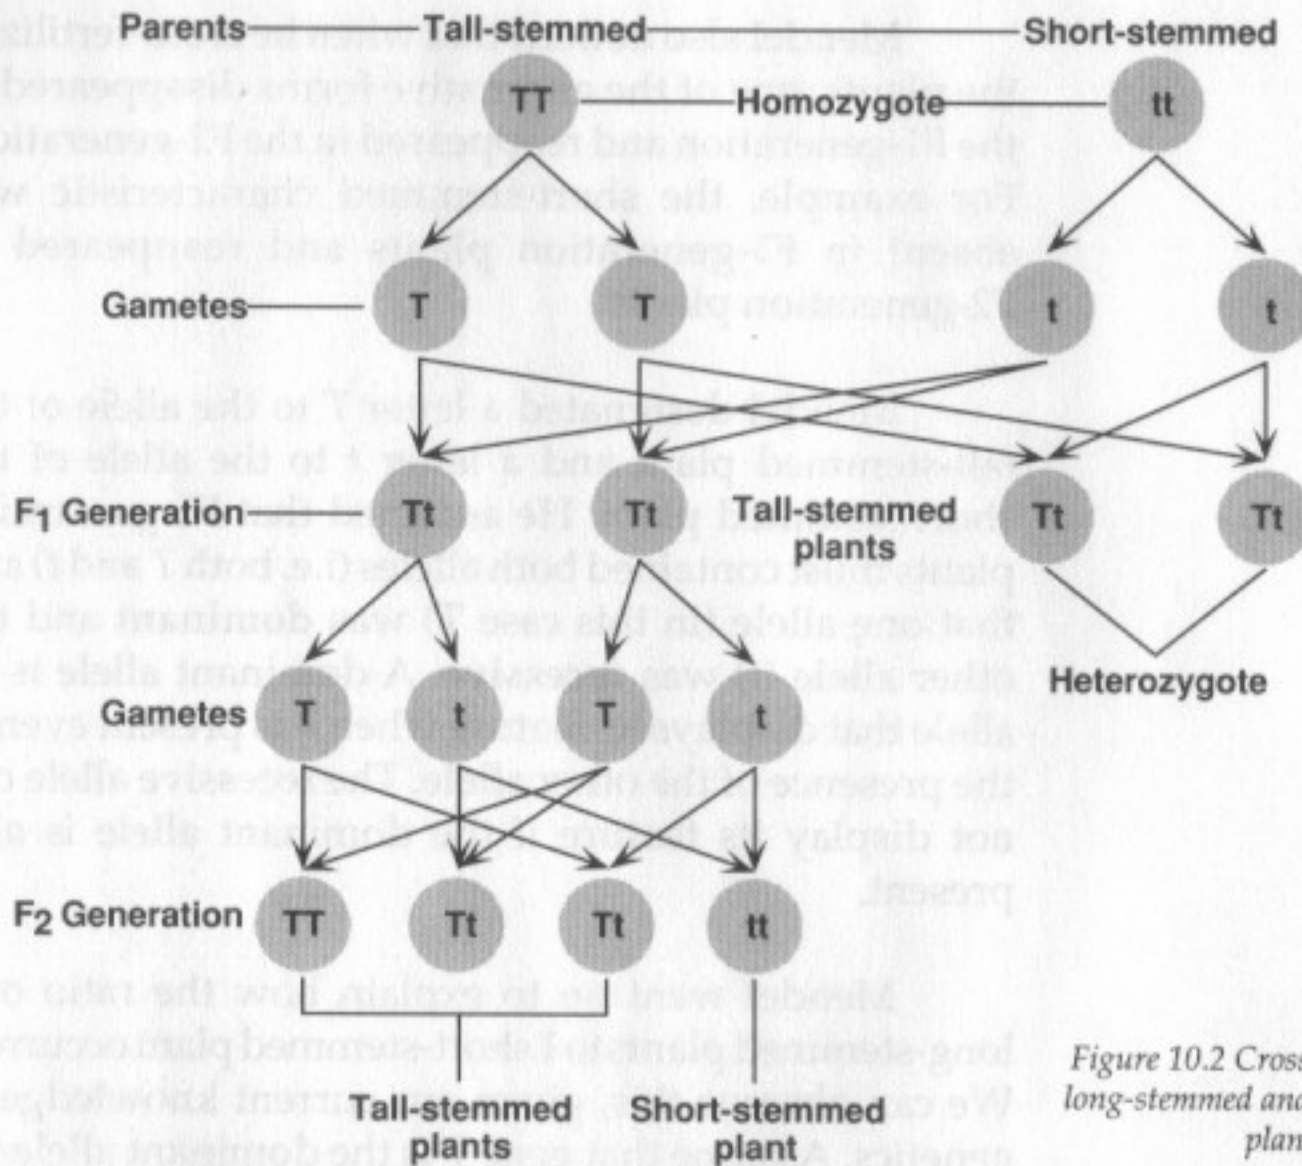 Parents Tall-stemmed Short-stemmed
TT Homozygote tt
Gametes T T t t
F1 Generation Tt Tt Tall-stemmed plants Tt Tt
Heterozygote
Gametes T t T t
F2 Generation TT Tt Tt tt
Tall-stemmed plants Short-stemmed plant
Figure 10.2 Cross
long-stemmed and